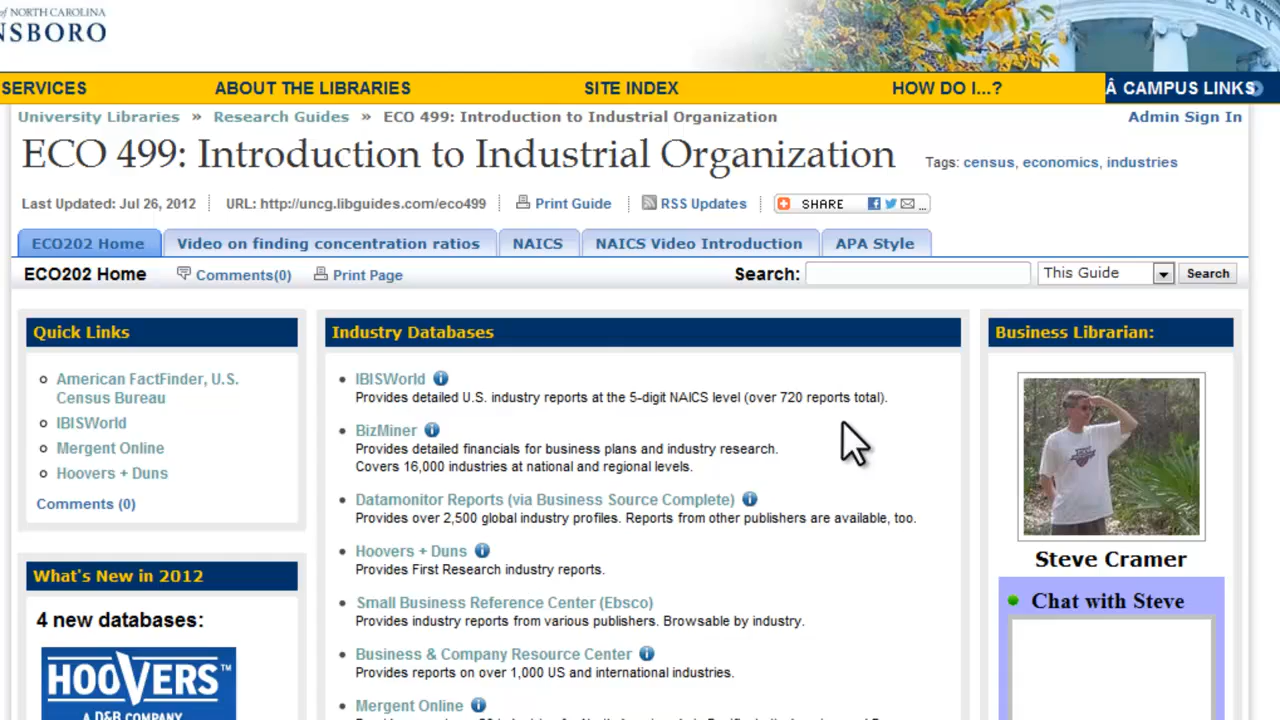 of NORTH CAROLINA
NSBORO
LIBRARY
SERVICES
ABOUT THE LIBRARIES
SITE INDEX
HOW DO I...?
Â CAMPUS LINKS
University Libraries » Research Guides » ECO 499: Introduction to Industrial Organization
Admin Sign In
ECO 499: Introduction to Industrial Organization
Tags: census, economics, industries
Last Updated: Jul 26, 2012
URL: http://uncg.libguides.com/eco499
Print Guide
RSS Updates
SHARE
...
ECO202 Home
Video on finding concentration ratios
NAICS
NAICS Video Introduction
APA Style
ECO202 Home
Comments(0)
Print Page
Search:
This Guide
Search
Quick Links
American FactFinder, U.S.
Census Bureau
IBISWorld
Mergent Online
Hoovers + Duns
Comments (0)
What's New in 2012
4 new databases:
HOOVERS™
A D&B COMPANY
Industry Databases
IBISWorld
Provides detailed U.S. industry reports at the 5-digit NAICS level (over 720 reports total).
BizMiner
Provides detailed financials for business plans and industry research.
Covers 16,000 industries at national and regional levels.
Datamonitor Reports (via Business Source Complete)
Provides over 2,500 global industry profiles. Reports from other publishers are available, too.
Hoovers + Duns
Provides First Research industry reports.
Small Business Reference Center (Ebsco)
Provides industry reports from various publishers. Browsable by industry.
Business & Company Resource Center
Provides reports on over 1,000 US and international industries.
Mergent Online
Business Librarian:
Steve Cramer
Chat with Steve